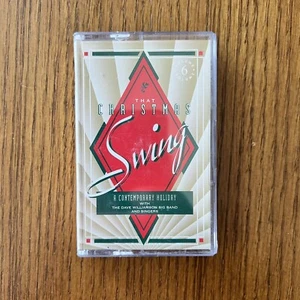 THAT
CHRISTMAS
Swing
A CONTEMPORARY HOLIDAY
WITH
THE DAVE WILLIAMSON BIG BAND
AND SINGERS